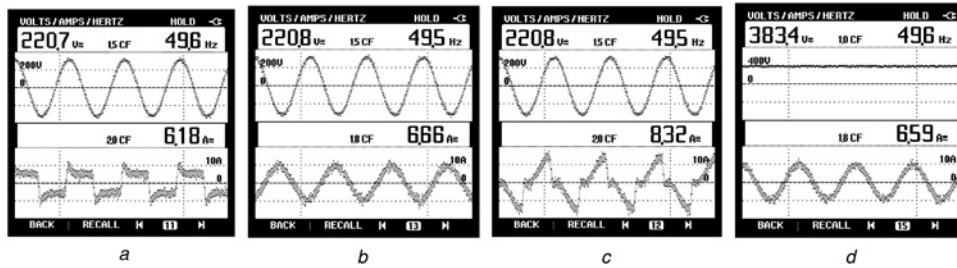 VOLTS/AMPS/HERTZ HOLD
220.7 V≂ 1.5 CF 49.6 Hz
200V
0
2.0 CF 6.18 A≂
10A
0
BACK RECALL 11
a
VOLTS/AMPS/HERTZ HOLD
220.8 V≂ 1.5 CF 49.5 Hz
200V
0
1.8 CF 6.66 A≂
10A
0
BACK RECALL 13
b
VOLTS/AMPS/HERTZ HOLD
220.8 V≂ 1.5 CF 49.5 Hz
200V
0
2.0 CF 8.32 A≂
10A
0
BACK RECALL 12
c
VOLTS/AMPS/HERTZ HOLD
383.4 V≂ 1.0 CF 49.6 Hz
400V
0
1.8 CF 6.59 A≂
10A
0
BACK RECALL 15
d